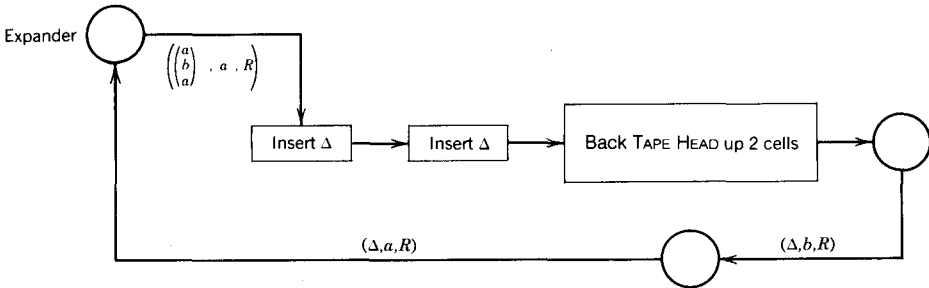 Expander
((a b a), a, R)
Insert Δ
Insert Δ
Back TAPE HEAD up 2 cells
(Δ,a,R)
(Δ,b,R)